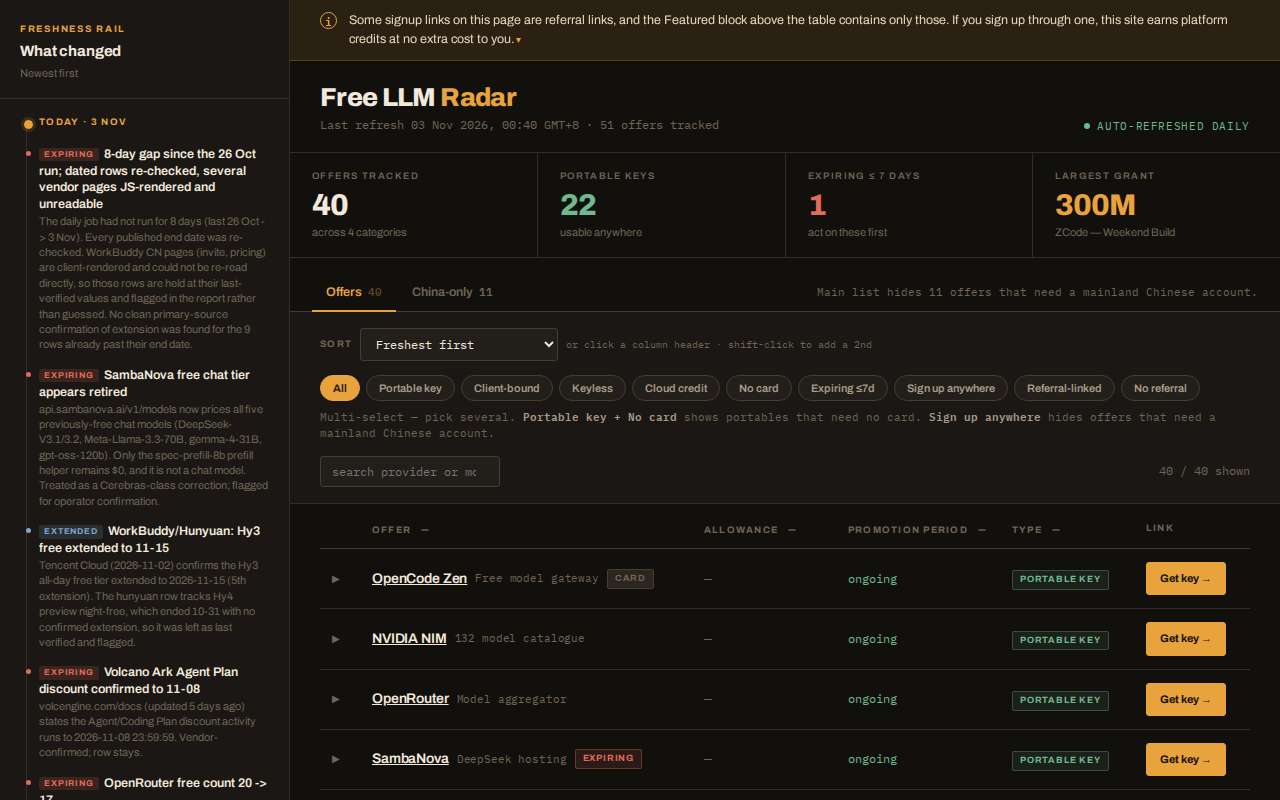 FRESHNESS RAIL
What changed
Newest first
TODAY · 3 NOV
EXPIRING 8-day gap since the 26 Oct
run; dated rows re-checked, several
vendor pages JS-rendered and
unreadable
The daily job had not run for 8 days (last 26 Oct -
> 3 Nov). Every published end date was re-
checked. WorkBuddy CN pages (invite, pricing)
are client-rendered and could not be re-read
directly, so those rows are held at their last-
verified values and flagged in the report rather
than guessed. No clean primary-source
confirmation of extension was found for the 9
rows already past their end date.
EXPIRING SambaNova free chat tier
appears retired
api.sambanova.ai/v1/models now prices all five
previously-free chat models (DeepSeek-
V3.1/3.2, Meta-Llama-3.3-70B, gemma-4-31B,
gpt-oss-120b). Only the spec-prefill-8b prefill
helper remains $0, and it is not a chat model.
Treated as a Cerebras-class correction; flagged
for operator confirmation.
EXTENDED WorkBuddy/Hunyuan: Hy3
free extended to 11-15
Tencent Cloud (2026-11-02) confirms the Hy3
all-day free tier extended to 2026-11-15 (5th
extension). The hunyuan row tracks Hy4
preview night-free, which ended 10-31 with no
confirmed extension, so it was left as last
verified and flagged.
EXPIRING Volcano Ark Agent Plan
discount confirmed to 11-08
volcengine.com/docs (updated 5 days ago)
states the Agent/Coding Plan discount activity
runs to 2026-11-08 23:59:59. Vendor-
confirmed; row stays.
EXPIRING OpenRouter free count 20 ->
17
Some signup links on this page are referral links, and the Featured block above the table contains only those. If you sign up through one, this site earns platform
credits at no extra cost to you. ▾
Free LLM Radar
Last refresh 03 Nov 2026, 00:40 GMT+8 · 51 offers tracked
AUTO-REFRESHED DAILY
OFFERS TRACKED
40
across 4 categories
PORTABLE KEYS
22
usable anywhere
EXPIRING ≤ 7 DAYS
1
act on these first
LARGEST GRANT
300M
ZCode — Weekend Build
Offers 40 China-only 11 Main list hides 11 offers that need a mainland Chinese account.
SORT Freshest first or click a column header · shift-click to add a 2nd
All Portable key Client-bound Keyless Cloud credit No card Expiring ≤7d Sign up anywhere Referral-linked No referral
Multi-select — pick several. Portable key + No card shows portables that need no card. Sign up anywhere hides offers that need a
mainland Chinese account.
search provider or mc 40 / 40 shown
OFFER — ALLOWANCE — PROMOTION PERIOD — TYPE — LINK
▶ OpenCode Zen Free model gateway CARD — ongoing PORTABLE KEY Get key →
▶ NVIDIA NIM 132 model catalogue — ongoing PORTABLE KEY Get key →
▶ OpenRouter Model aggregator — ongoing PORTABLE KEY Get key →
▶ SambaNova DeepSeek hosting EXPIRING — ongoing PORTABLE KEY Get key →